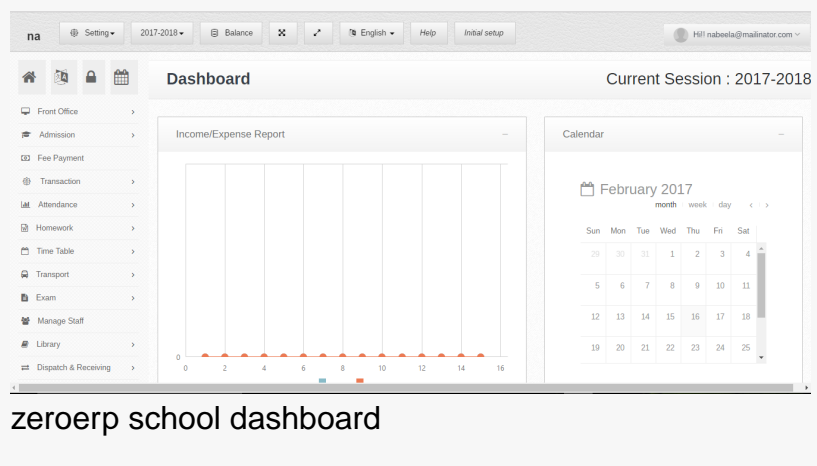 na
Setting
2017-2018
Balance
English
Help
Initial setup
Hi!! nabeela@mailinator.com
Dashboard
Current Session : 2017-2018
Front Office
Admission
Fee Payment
Transaction
Attendance
Homework
Time Table
Transport
Exam
Manage Staff
Library
Dispatch & Receiving
Income/Expense Report
0
0 2 4 6 8 10 12 14 16
Calendar
February 2017
month week day
Sun Mon Tue Wed Thu Fri Sat
29 30 31 1 2 3 4
5 6 7 8 9 10 11
12 13 14 15 16 17 18
19 20 21 22 23 24 25
zeroerp school dashboard